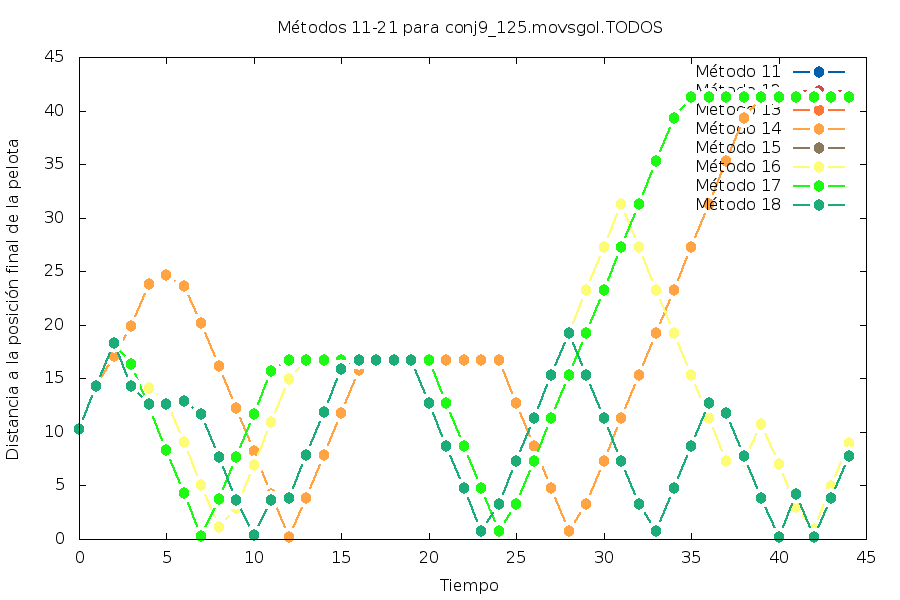 Métodos 11-21 para conj9_125.movsgol.TODOS
Distancia a la posición final de la pelota
45
40
35
30
25
20
15
10
5
0
Método 11
Método 12
Método 13
Método 14
Método 15
Método 16
Método 17
Método 18
0 5 10 15 20 25 30 35 40 45
Tiempo